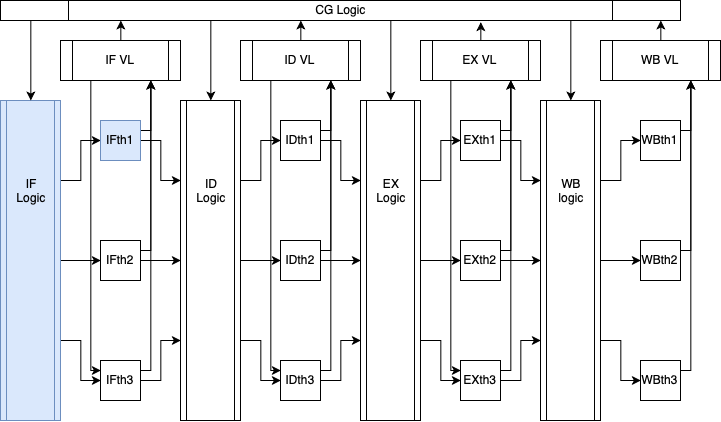 CG Logic
IF VL
ID VL
EX VL
WB VL
IFth1
IDth1
EXth1
WBth1
IF
Logic
ID
Logic
EX
Logic
WB
logic
IFth2
IDth2
EXth2
WBth2
IFth3
IDth3
EXth3
WBth3